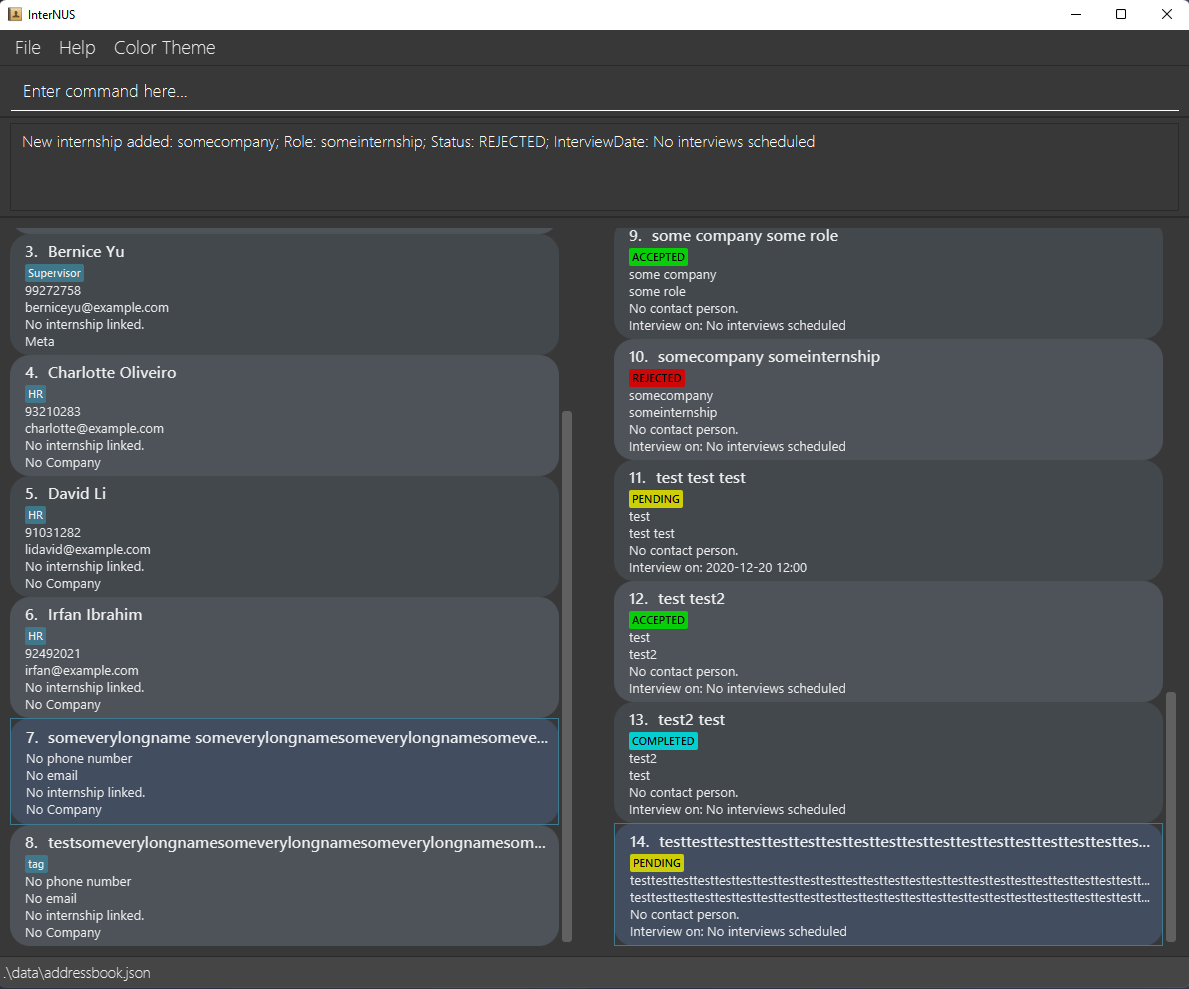 InterNUS
File Help Color Theme
Enter command here...
New internship added: somecompany; Role: someinternship; Status: REJECTED; InterviewDate: No interviews scheduled
3. Bernice Yu
Supervisor
99272758
berniceyu@example.com
No internship linked.
Meta
4. Charlotte Oliveiro
HR
93210283
charlotte@example.com
No internship linked.
No Company
5. David Li
HR
91031282
lidavid@example.com
No internship linked.
No Company
6. Irfan Ibrahim
HR
92492021
irfan@example.com
No internship linked.
No Company
7. someverylongname someverylongnamesomeverylongnamesomeve...
No phone number
No email
No internship linked.
No Company
8. testsomeverylongnamesomeverylongnamesomeverylongnamesom...
tag
No phone number
No email
No internship linked.
No Company
9. some company some role
ACCEPTED
some company
some role
No contact person.
Interview on: No interviews scheduled
10. somecompany someinternship
REJECTED
somecompany
someinternship
No contact person.
Interview on: No interviews scheduled
11. test test test
PENDING
test
test test
No contact person.
Interview on: 2020-12-20 12:00
12. test test2
ACCEPTED
test
test2
No contact person.
Interview on: No interviews scheduled
13. test2 test
COMPLETED
test2
test
No contact person.
Interview on: No interviews scheduled
14. testtesttesttesttesttesttesttesttesttesttesttesttesttesttesttesttesttesttes...
PENDING
testtesttesttesttesttesttesttesttesttesttesttesttesttesttesttesttesttesttesttesttesttestt...
testtesttesttesttesttesttesttesttesttesttesttesttesttesttesttesttesttesttesttesttesttestt...
No contact person.
Interview on: No interviews scheduled
.\data\addressbook.json